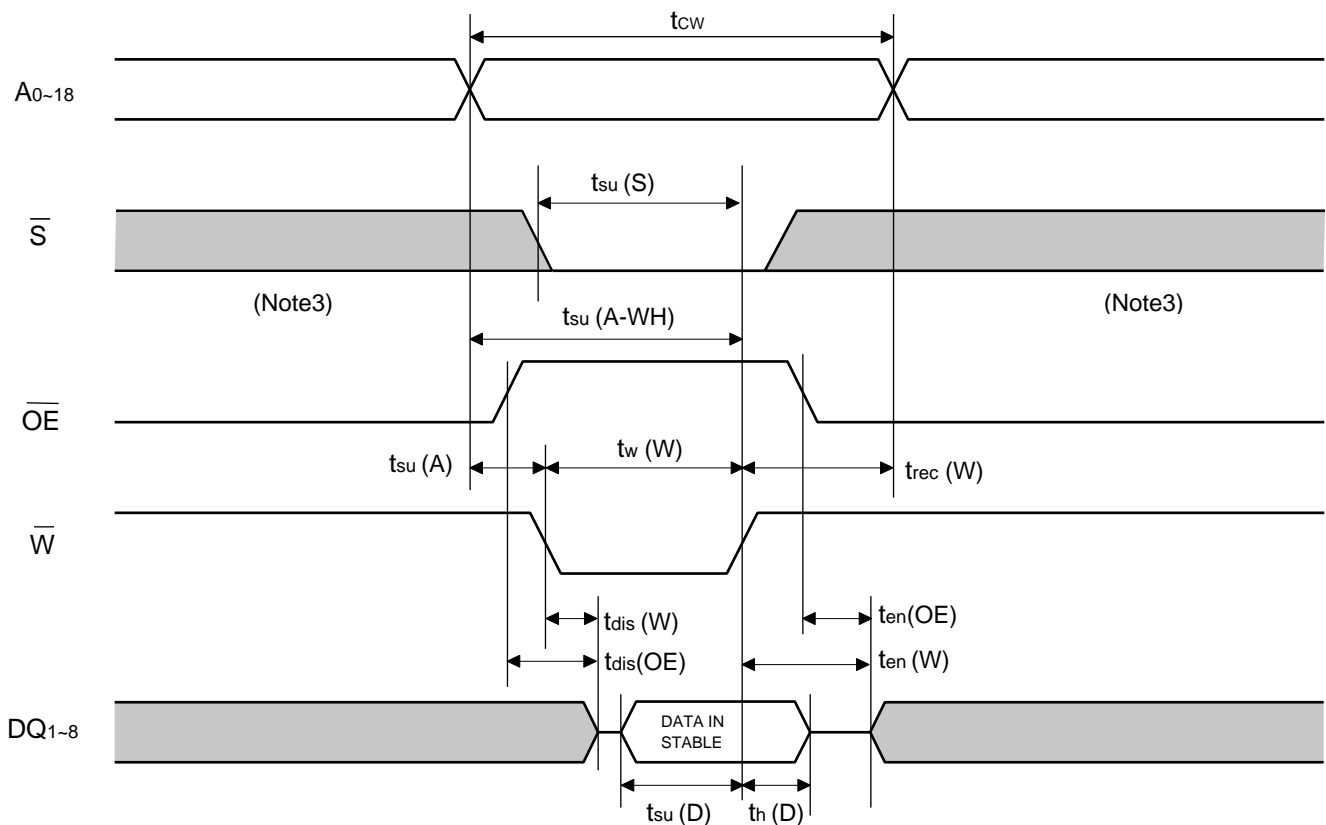 tCW
A0~18
tsu (S)
S̅
(Note3)
(Note3)
tsu (A-WH)
O̅E̅
tsu (A)
tw (W)
trec (W)
W̅
tdis (W)
ten(OE)
tdis(OE)
ten (W)
DQ1~8
DATA IN
STABLE
tsu (D)
th (D)